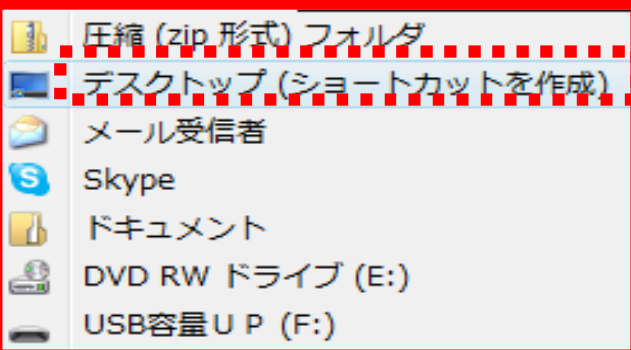 圧縮 (zip 形式) フォルダ
デスクトップ (ショートカットを作成)
メール受信者
Skype
ドキュメント
DVD RW ドライブ (E:)
USB容量ＵＰ (F:)